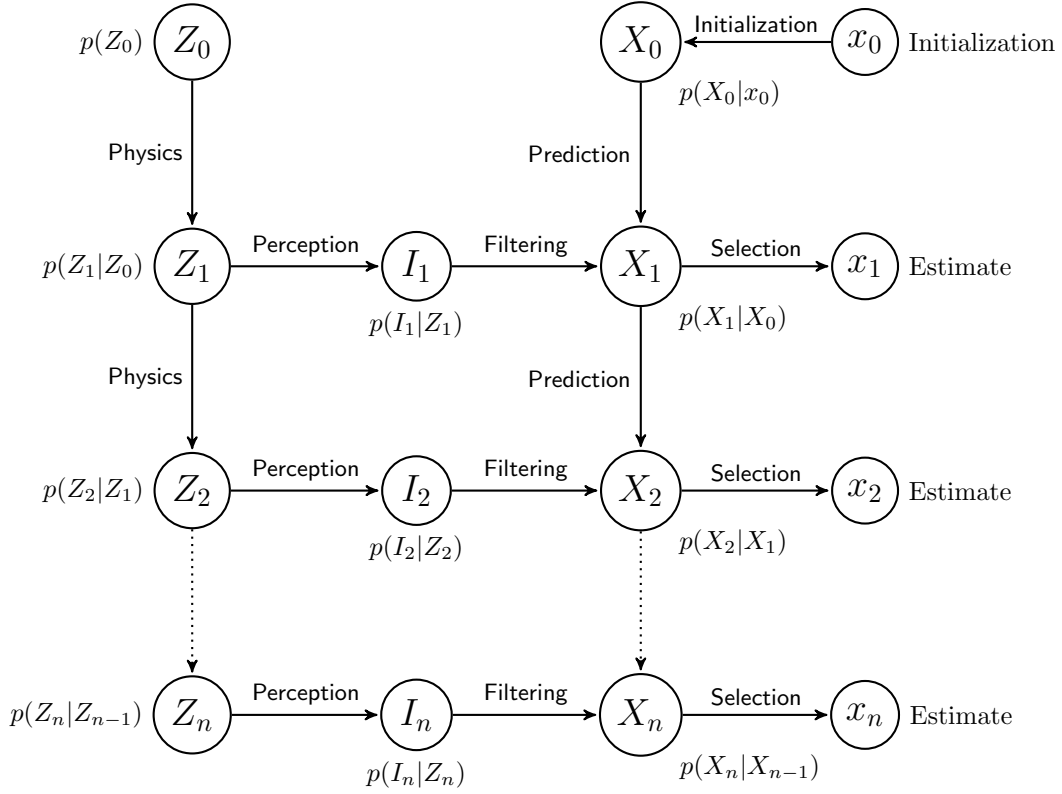 p(Z_0) Z_0 X_0 Initialization x_0 Initialization
p(X_0|x_0)
Physics Prediction
p(Z_1|Z_0) Z_1 Perception I_1 Filtering X_1 Selection x_1 Estimate
p(I_1|Z_1) p(X_1|X_0)
Physics Prediction
p(Z_2|Z_1) Z_2 Perception I_2 Filtering X_2 Selection x_2 Estimate
p(I_2|Z_2) p(X_2|X_1)
p(Z_n|Z_{n−1}) Z_n Perception I_n Filtering X_n Selection x_n Estimate
p(I_n|Z_n) p(X_n|X_{n−1})